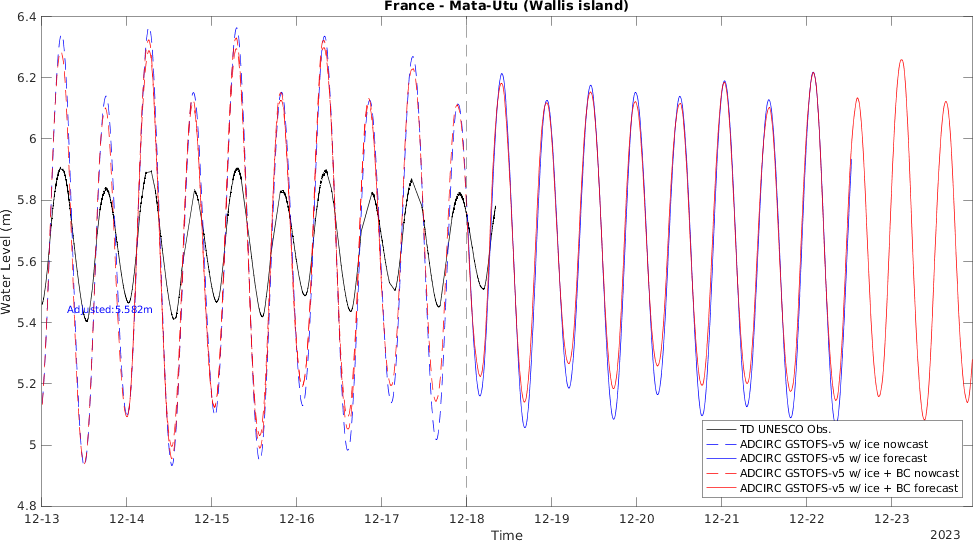 France - Mata-Utu (Wallis island)
6.4
6.2
6
5.8
5.6
5.4
5.2
5
4.8
Water Level (m)
Adjusted:5.582m
TD UNESCO Obs.
ADCIRC GSTOFS-v5 w/ ice nowcast
ADCIRC GSTOFS-v5 w/ ice forecast
ADCIRC GSTOFS-v5 w/ ice + BC nowcast
ADCIRC GSTOFS-v5 w/ ice + BC forecast
12-13 12-14 12-15 12-16 12-17 12-18 12-19 12-20 12-21 12-22 12-23
Time
2023